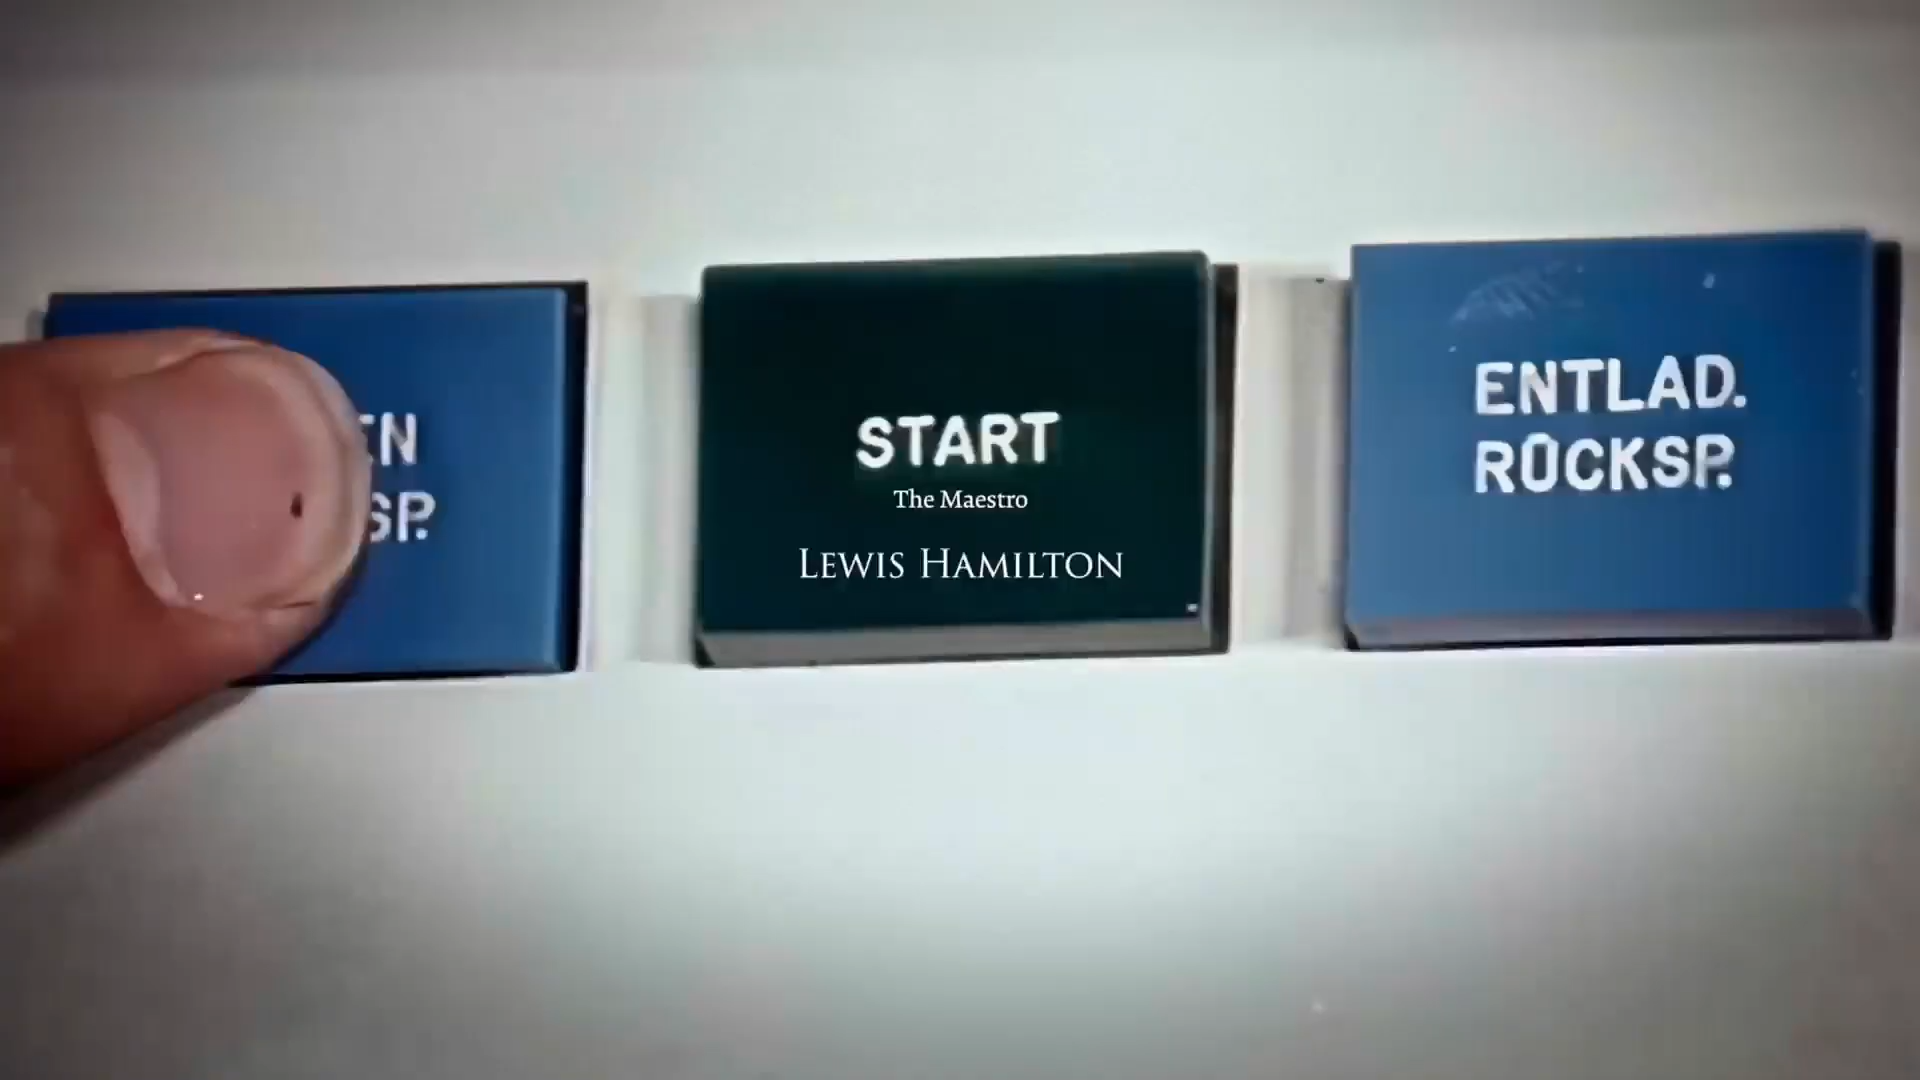 START
The Maestro
LEWIS HAMILTON
ENTLAD.
RÜCKSP.